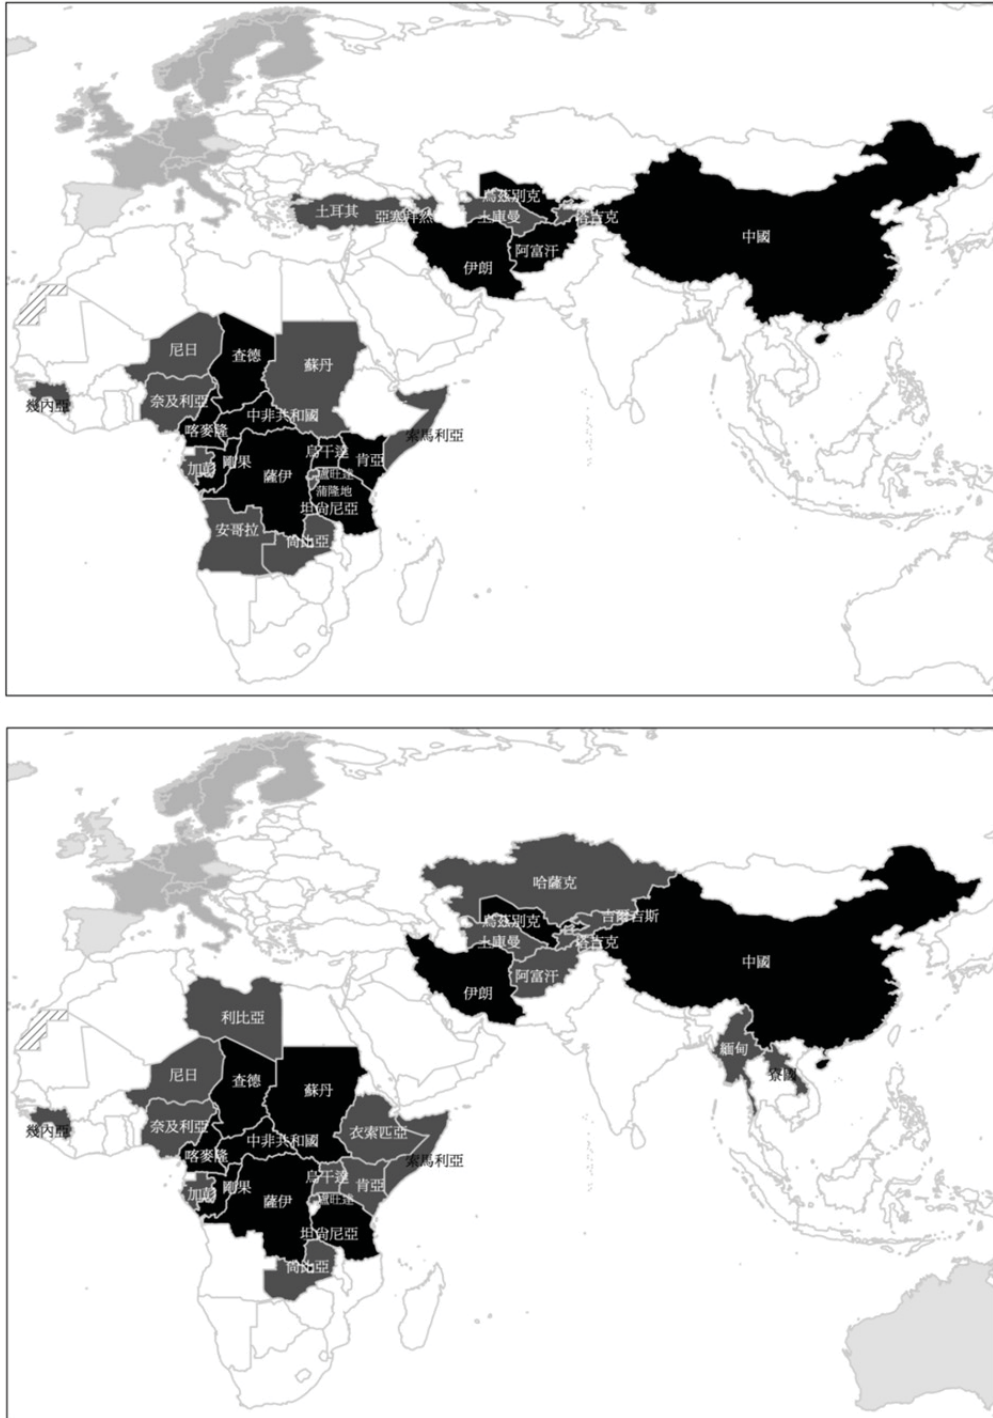 土耳其
亞塞拜然
烏茲別克
土庫曼
塔吉克
阿富汗
伊朗
中國
尼日
查德
蘇丹
幾內亞
奈及利亞
中非共和國
喀麥隆
索馬利亞
加彭
剛果
薩伊
烏干達
肯亞
盧旺達
蒲隆地
坦尚尼亞
安哥拉
尚比亞
哈薩克
烏茲別克
吉爾吉斯
土庫曼
塔吉克
阿富汗
伊朗
中國
緬甸
寮國
利比亞
尼日
查德
蘇丹
幾內亞
奈及利亞
中非共和國
衣索匹亞
喀麥隆
索馬利亞
加彭
剛果
薩伊
烏干達
肯亞
盧旺達
坦尚尼亞
尚比亞